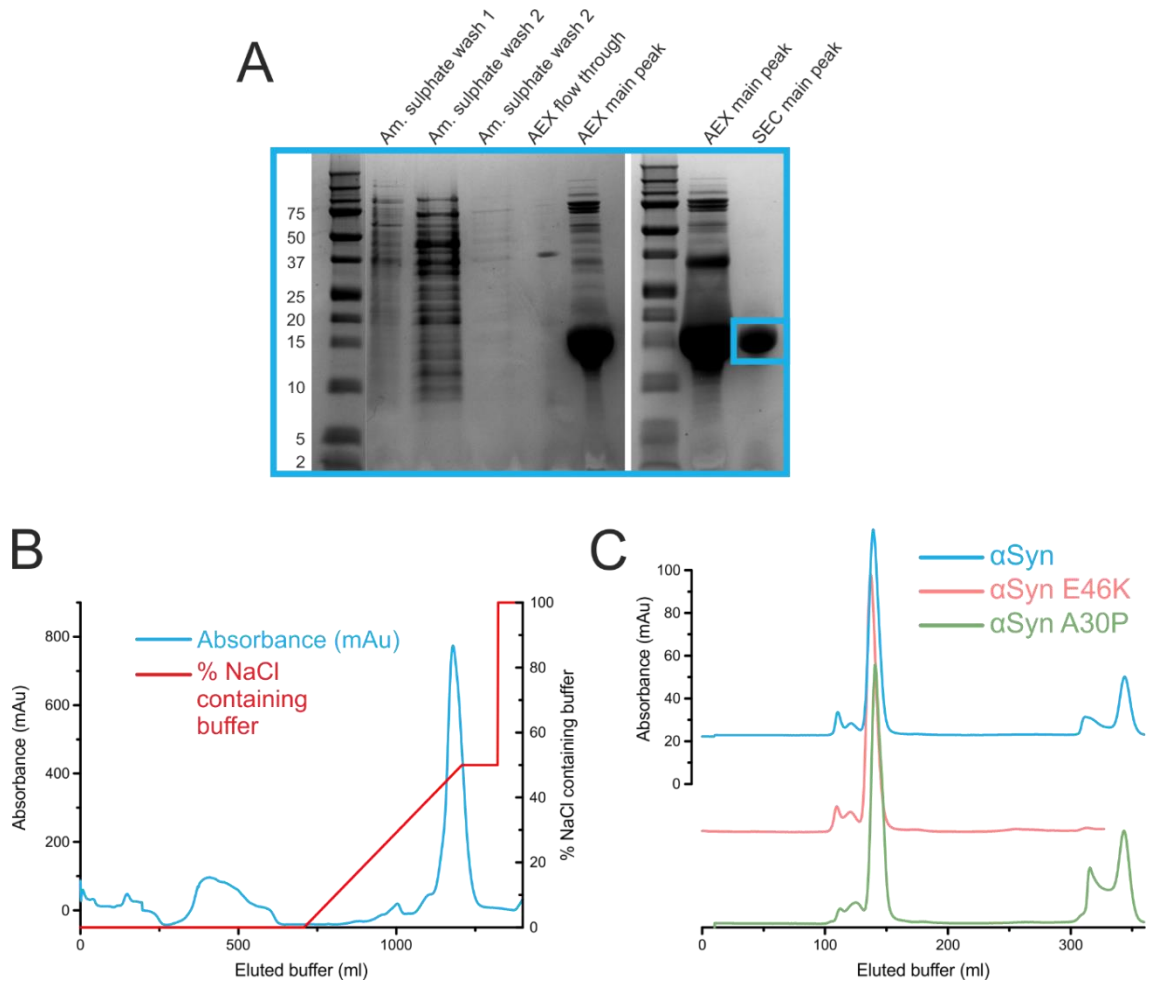 A
Am. sulphate wash 1
Am. sulphate wash 2
Am. sulphate wash 2
AEX flow through
AEX main peak
AEX main peak
SEC main peak
75
50
37
25
20
15
10
5
2
B
Absorbance (mAu)
% NaCl
containing
buffer
Absorbance (mAu)
800
600
400
200
0
% NaCl containing buffer
100
80
60
40
20
0
0
500
1000
Eluted buffer (ml)
C
αSyn
αSyn E46K
αSyn A30P
Absorbance (mAu)
100
80
60
40
20
0
0
100
200
300
Eluted buffer (ml)